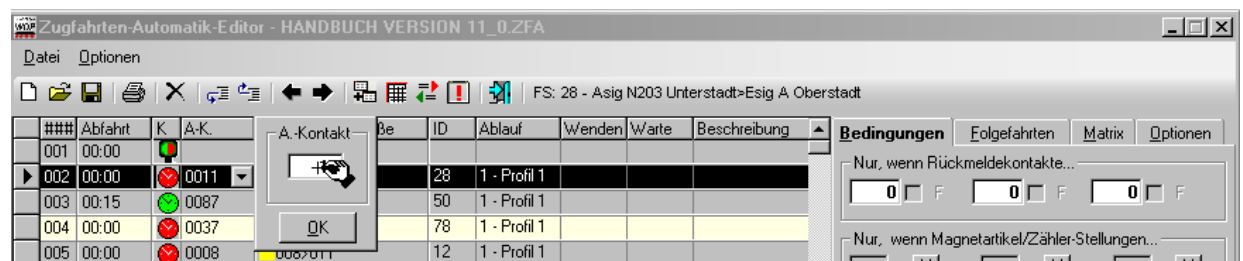 Zugfahrten-Automatik-Editor - HANDBUCH VERSION 11_0.ZFA
Datei Optionen
FS: 28 - Asig N203 Unterstadt>Esig A Oberstadt
### Abfahrt K A-K. ße ID Ablauf Wenden Warte Beschreibung
001 00:00
002 00:00 0011 28 1 - Profil 1
003 00:15 0087 50 1 - Profil 1
004 00:00 0037 78 1 - Profil 1
005 00:00 0008 12 1 - Profil 1
A.-Kontakt
OK
Bedingungen Folgefahrten Matrix Optionen
Nur, wenn Rückmeldekontakte...
0 F 0 F 0 F
Nur, wenn Magnetartikel/Zähler-Stellungen...